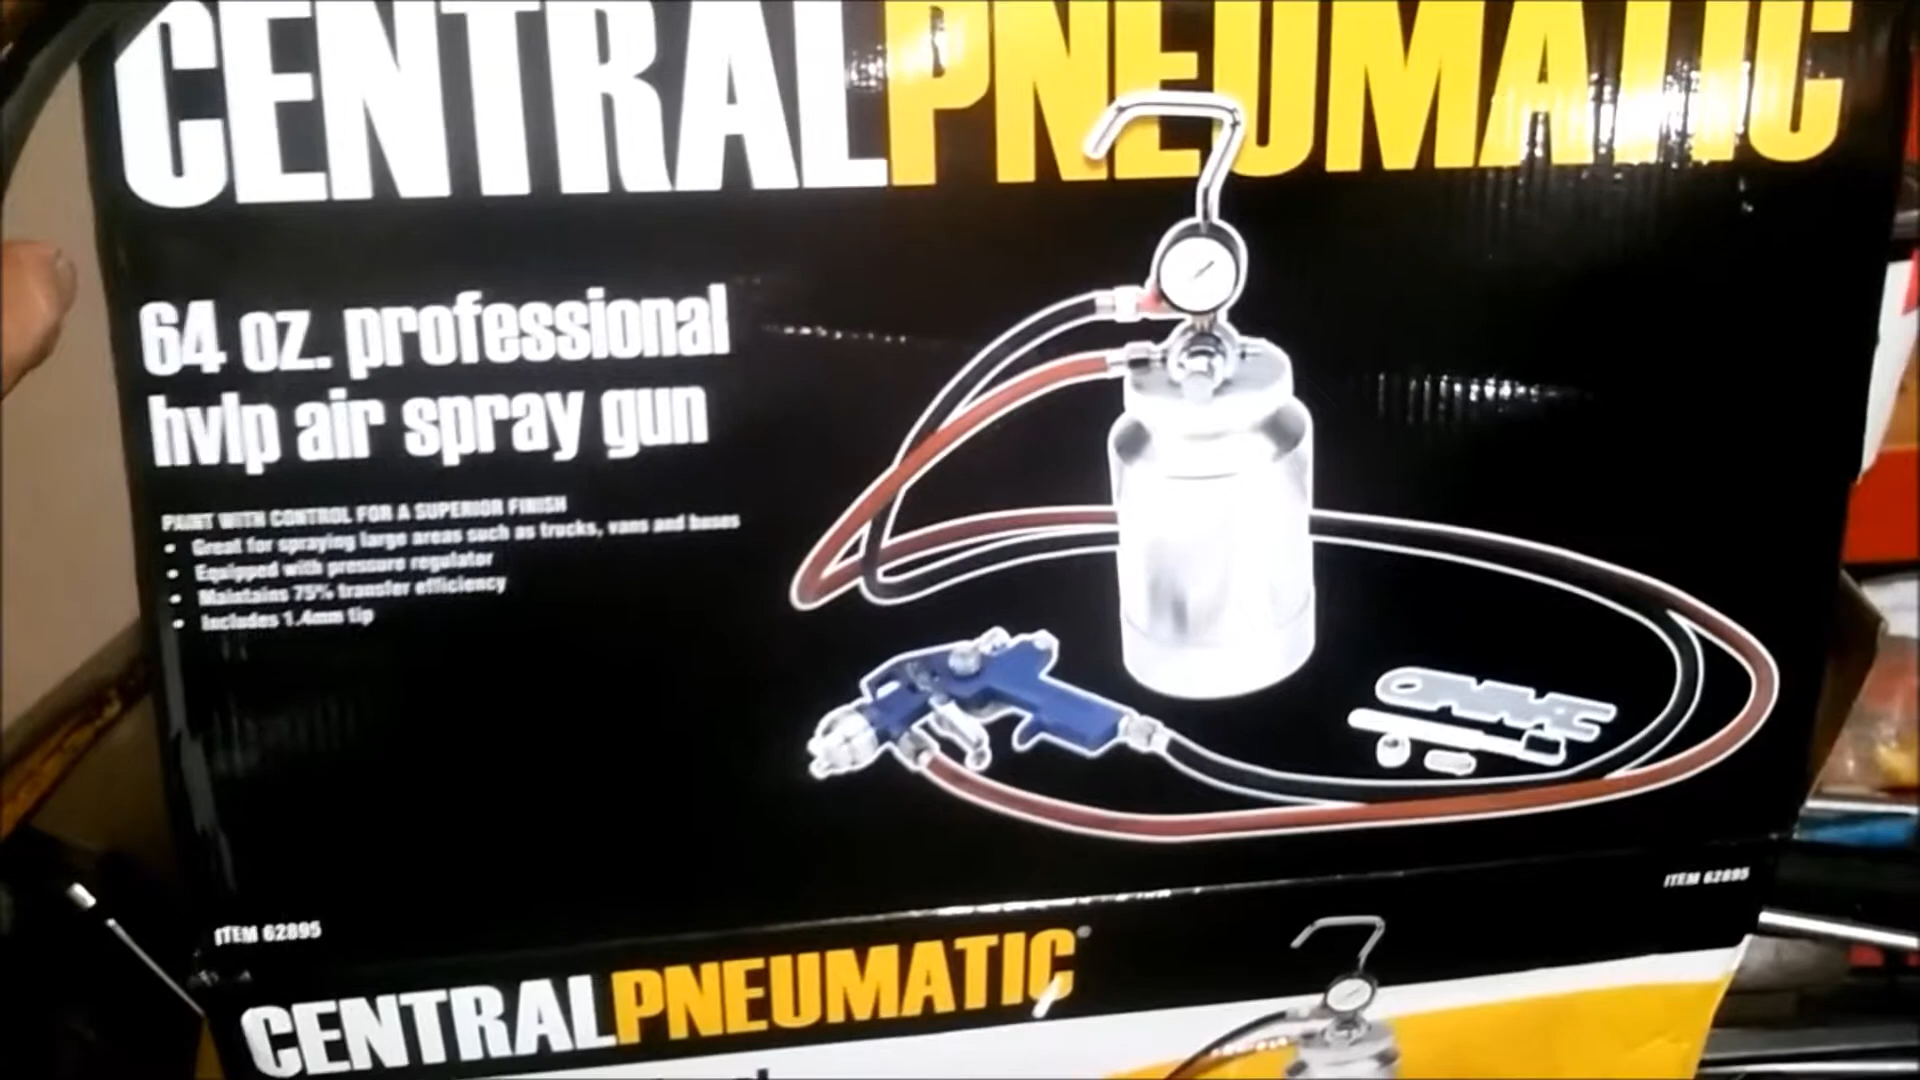 CENTRALPNEUMATIC
64 oz. professional
hvlp air spray gun
PAINT WITH CONTROL FOR A SUPERIOR FINISH
• Great for spraying large areas such as trucks, vans and buses
• Equipped with pressure regulator
• Maintains 75% transfer efficiency
• Includes 1.4mm tip
ITEM 62895
ITEM 62895
CENTRALPNEUMATIC®